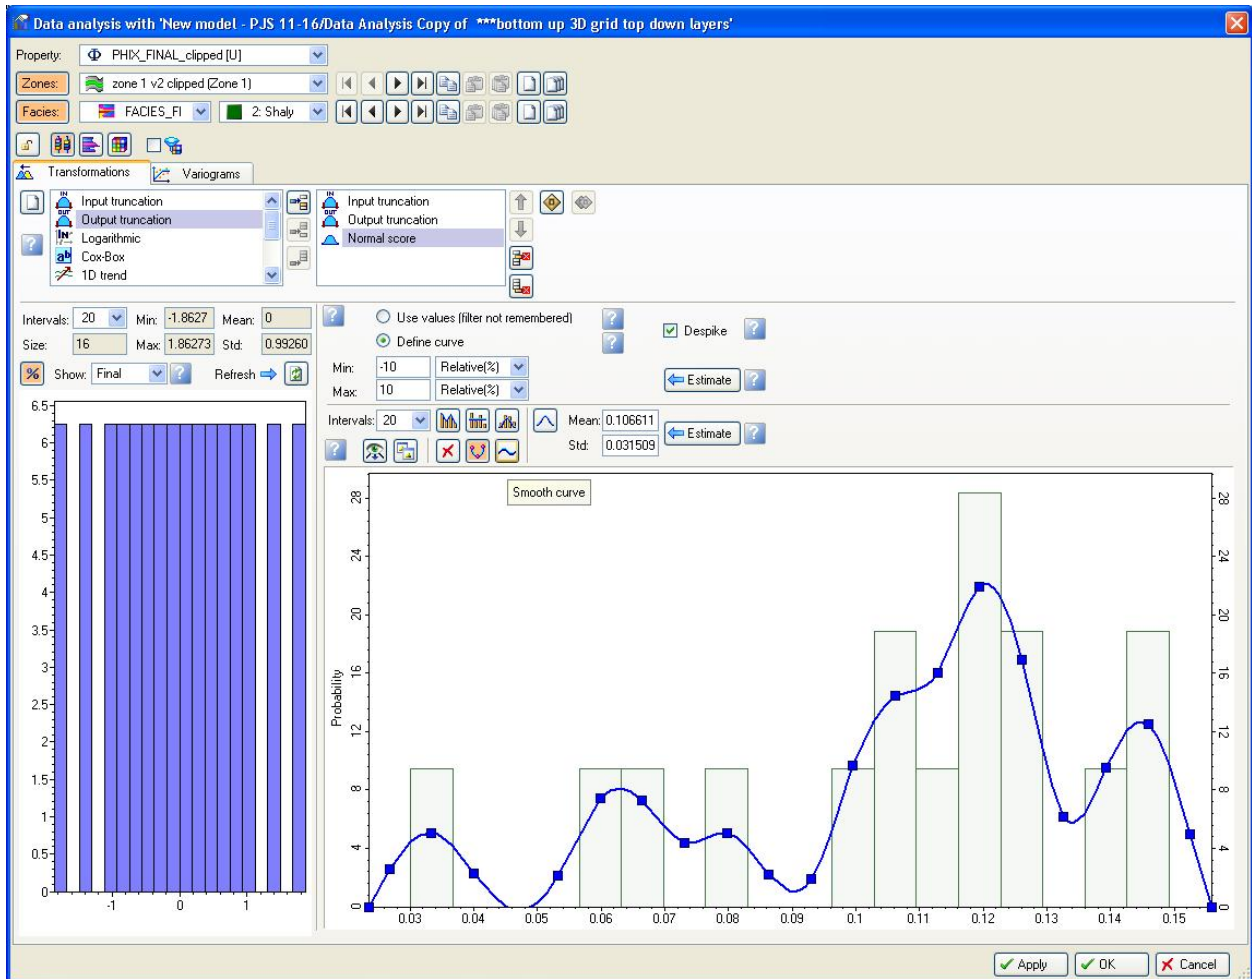 Data analysis with 'New model - PJS 11-16/Data Analysis Copy of ***bottom up 3D grid top down layers'
Property: Φ PHIX_FINAL_clipped [U]
Zones: zone 1 v2 clipped (Zone 1)
Facies: FACIES_FI 2: Shaly
Transformations Variograms
Input truncation
Output truncation
Logarithmic
Cox-Box
1D trend
Input truncation
Output truncation
Normal score
Intervals: 20 Min: -1.8627 Mean: 0
Size: 16 Max: 1.86273 Std: 0.99260
% Show: Final ? Refresh
Use values (filter not remembered)
Define curve
Despike
Min: -10 Relative(%)
Max: 10 Relative(%)
Estimate
Intervals: 20 Mean: 0.106611
Std: 0.031509
Estimate
Smooth curve
6.5
6
5.5
5
4.5
4
3.5
3
2.5
2
1.5
1
0.5
0
-1 0 1
Probability
28
24
20
16
12
8
4
0
28
24
20
16
12
8
4
0
0.03 0.04 0.05 0.06 0.07 0.08 0.09 0.1 0.11 0.12 0.13 0.14 0.15
Apply OK Cancel